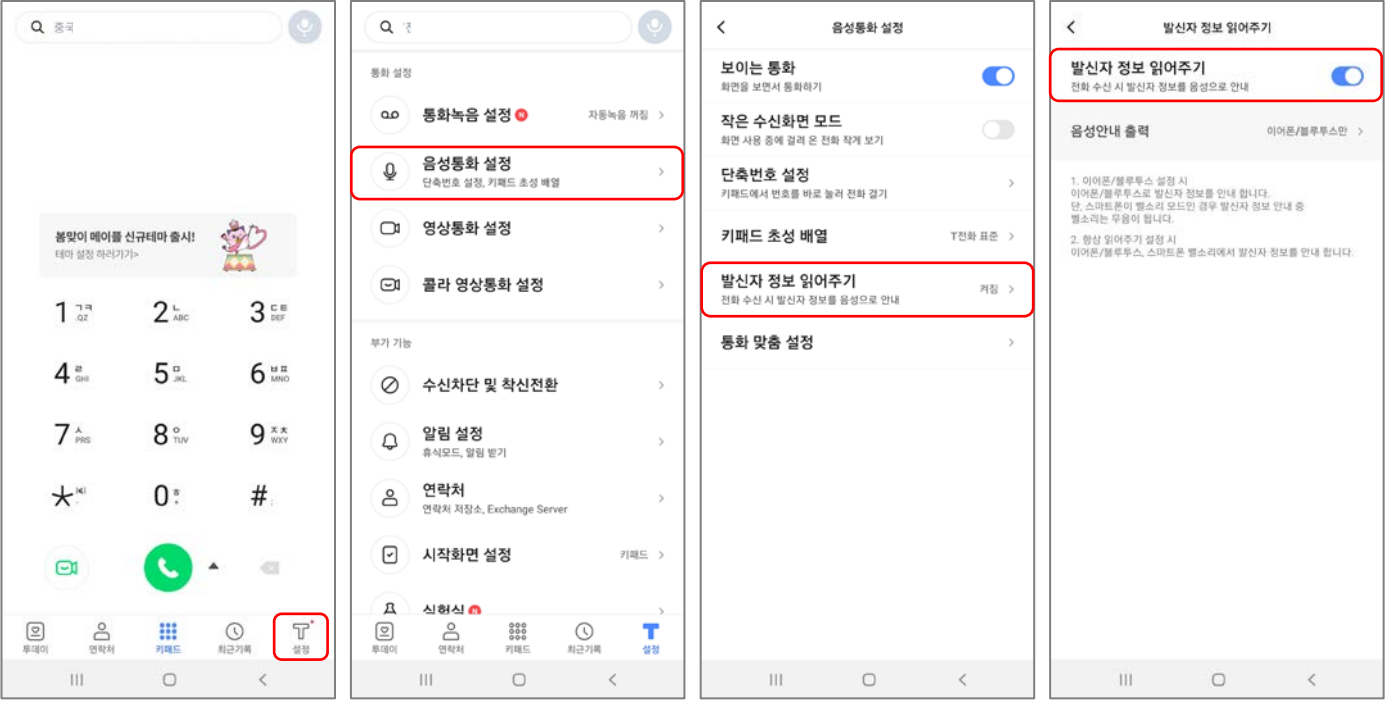 중국
봄맞이 메이플 신규테마 출시!
테마 설정 하러가기>
1 ㄱㅋ .QZ
2 ㄴ ABC
3 ㄷㅌ DEF
4 ㄹ GHI
5 ㅁ JKL
6 ㅂㅍ MNO
7 ㅅ PRS
8 ㅇ TUV
9 ㅈㅊ WXY
0 ㅎ +
#
투데이
연락처
키패드
최근기록
설정
통화 설정
통화녹음 설정 N
자동녹음 꺼짐 >
음성통화 설정 >
단축번호 설정, 키패드 초성 배열
영상통화 설정 >
콜라 영상통화 설정 >
부가 기능
수신차단 및 착신전환 >
알림 설정 >
휴식모드, 알림 받기
연락처 >
연락처 저장소, Exchange Server
시작화면 설정
키패드 >
실험실 N
투데이
연락처
키패드
최근기록
설정
음성통화 설정
보이는 통화
화면을 보면서 통화하기
작은 수신화면 모드
화면 사용 중에 걸려 온 전화 작게 보기
단축번호 설정 >
키패드에서 번호를 바로 눌러 전화 걸기
키패드 초성 배열
T전화 표준 >
발신자 정보 읽어주기
전화 수신 시 발신자 정보를 음성으로 안내
켜짐 >
통화 맞춤 설정 >
발신자 정보 읽어주기
발신자 정보 읽어주기
전화 수신 시 발신자 정보를 음성으로 안내
음성안내 출력
이어폰/블루투스만 >
1. 이어폰/블루투스 설정 시
이어폰/블루투스로 발신자 정보를 안내 합니다.
단, 스마트폰이 벨소리 모드인 경우 발신자 정보 안내 중
벨소리는 무음이 됩니다.
2. 항상 읽어주기 설정 시
이어폰/블루투스, 스마트폰 벨소리에서 발신자 정보를 안내 합니다.